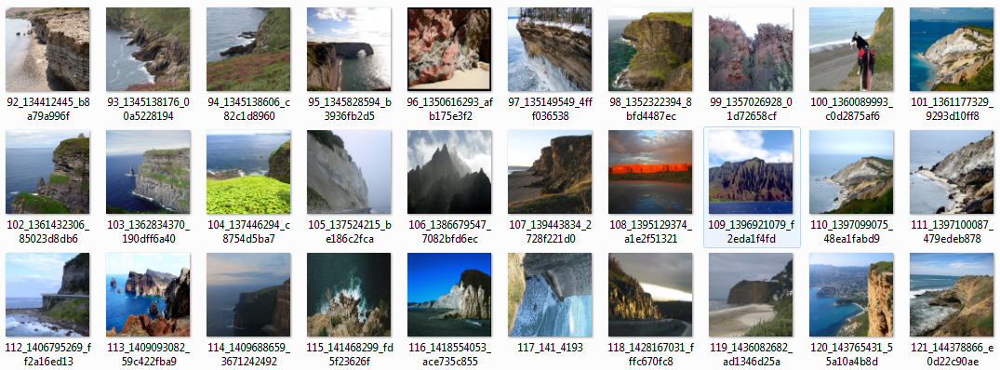 92_134412445_b8
a79a996f
93_1345138176_0
0a5228194
94_1345138606_c
82c1d8960
95_1345828594_b
3936fb2d5
96_1350616293_af
b175e3f2
97_135149549_4ff
f036538
98_1352322394_8
bfd4487ec
99_1357026928_0
1d72658cf
100_1360089993_
c0d2875af6
101_1361177329_
9293d10ff8
102_1361432306_
85023d8db6
103_1362834370_
190dff6a40
104_137446294_c
8754d5ba7
105_137524215_b
e186c2fca
106_1386679547_
7082bfd6ec
107_139443834_2
728f221d0
108_1395129374_
a1e2f51321
109_1396921079_f
2eda1f4fd
110_1397099075_
48ea1fabd9
111_1397100087_
479edeb878
112_1406795269_f
f2a16ed13
113_1409093082_
59c422fba9
114_1409688659_
3671242492
115_141468299_fd
5f23626f
116_1418554053_
ace735c855
117_141_4193
118_1428167031_f
ffc670fc8
119_1436082682_
ad1346d25a
120_143765431_5
5a10a4b8d
121_144378866_e
0d22c90ae